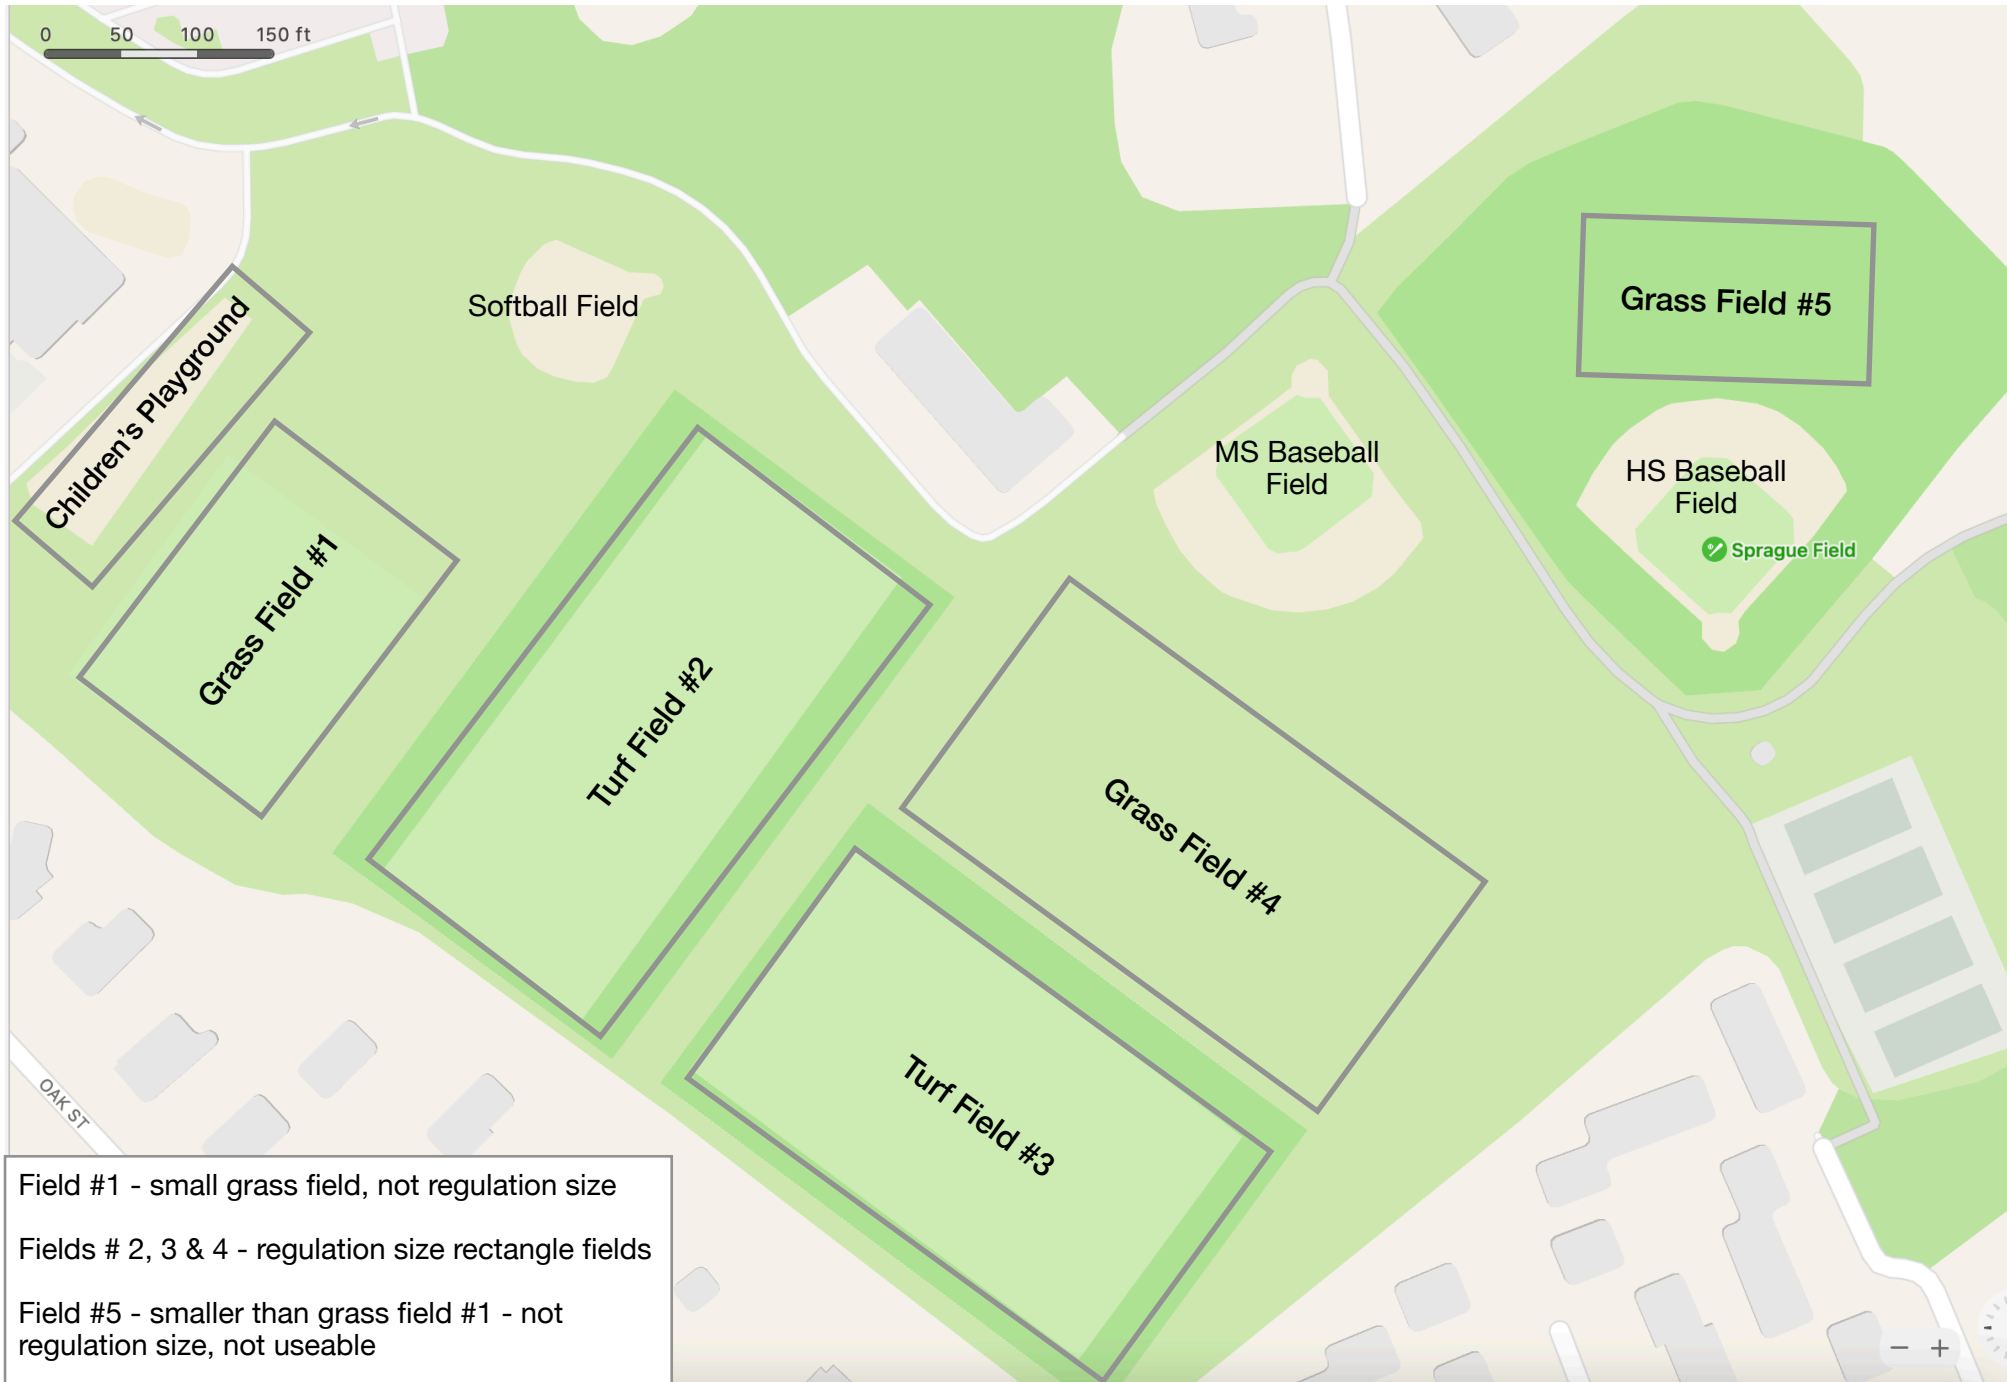 0 50 100 150 ft
Softball Field
Grass Field #5
Children's Playground
MS Baseball
Field
HS Baseball
Field
Sprague Field
Grass Field #1
Turf Field #2
Grass Field #4
Turf Field #3
OAK ST
Field #1 - small grass field, not regulation size
Fields # 2, 3 & 4 - regulation size rectangle fields
Field #5 - smaller than grass field #1 - not
regulation size, not useable
− +